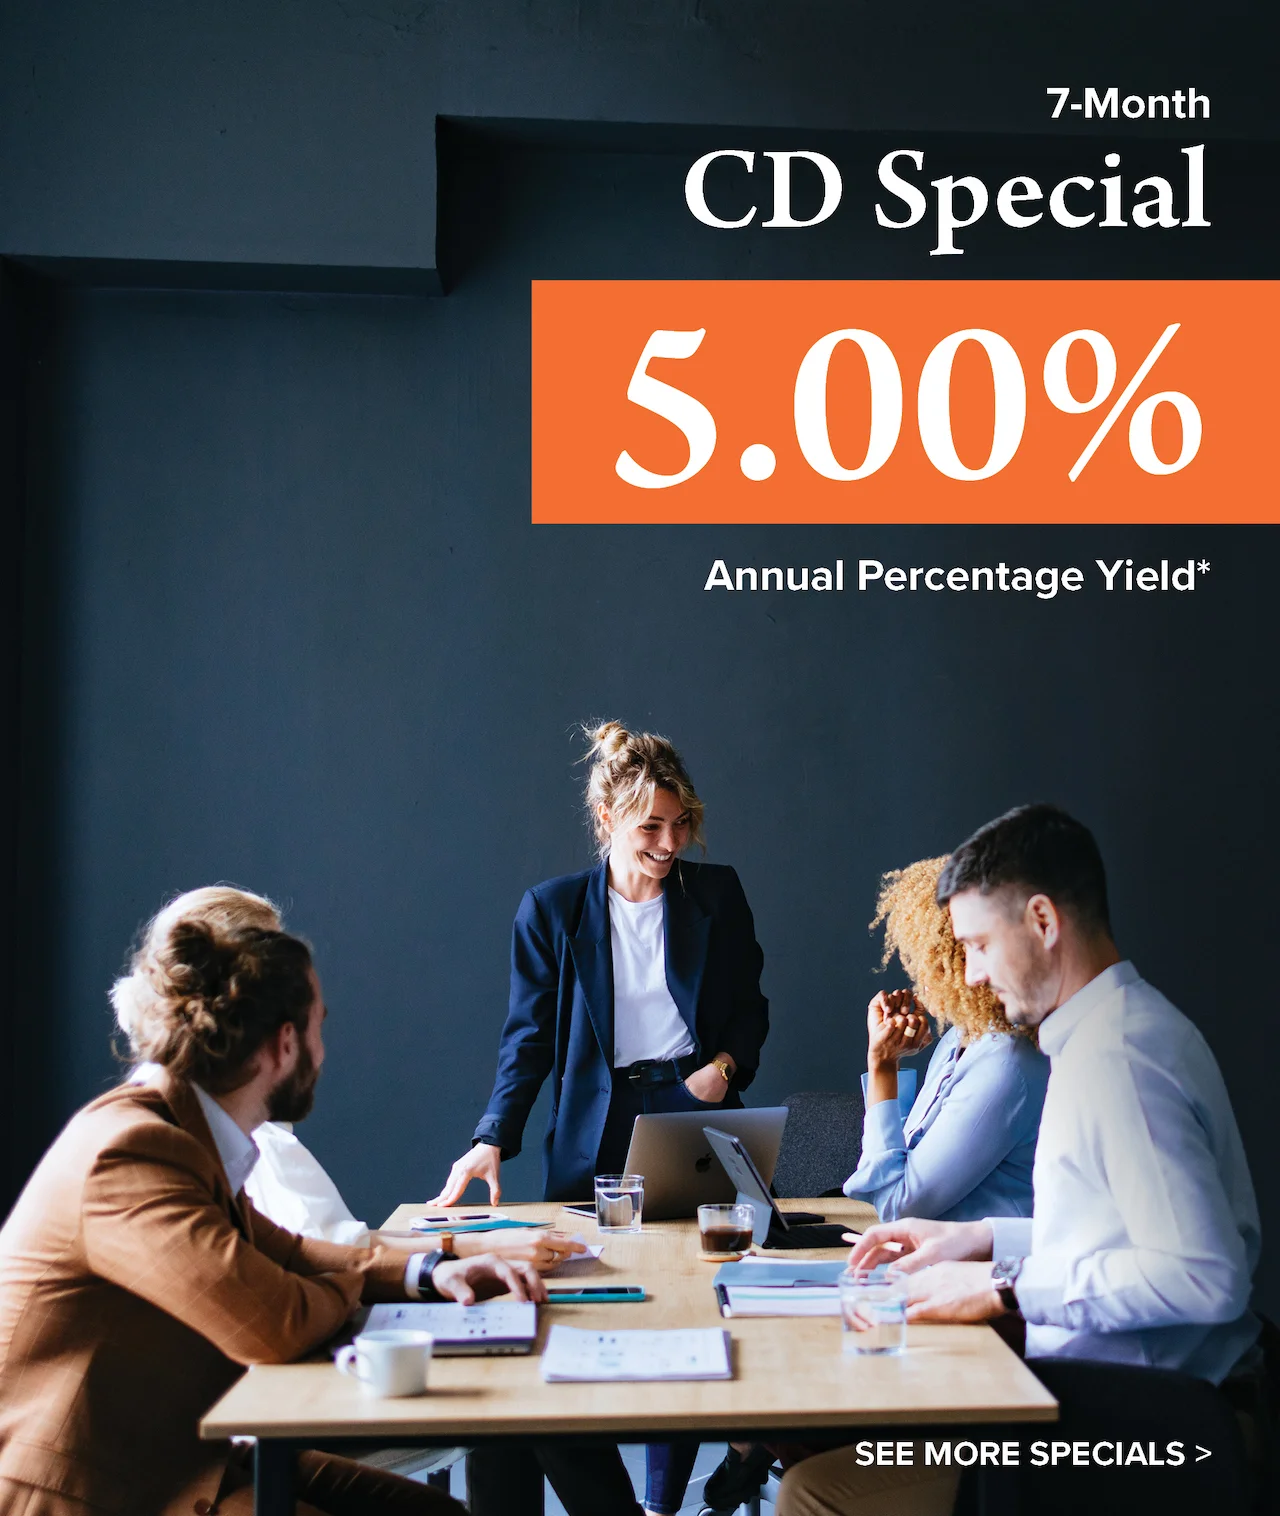 7-Month
CD Special
5.00%
Annual Percentage Yield*
SEE MORE SPECIALS >